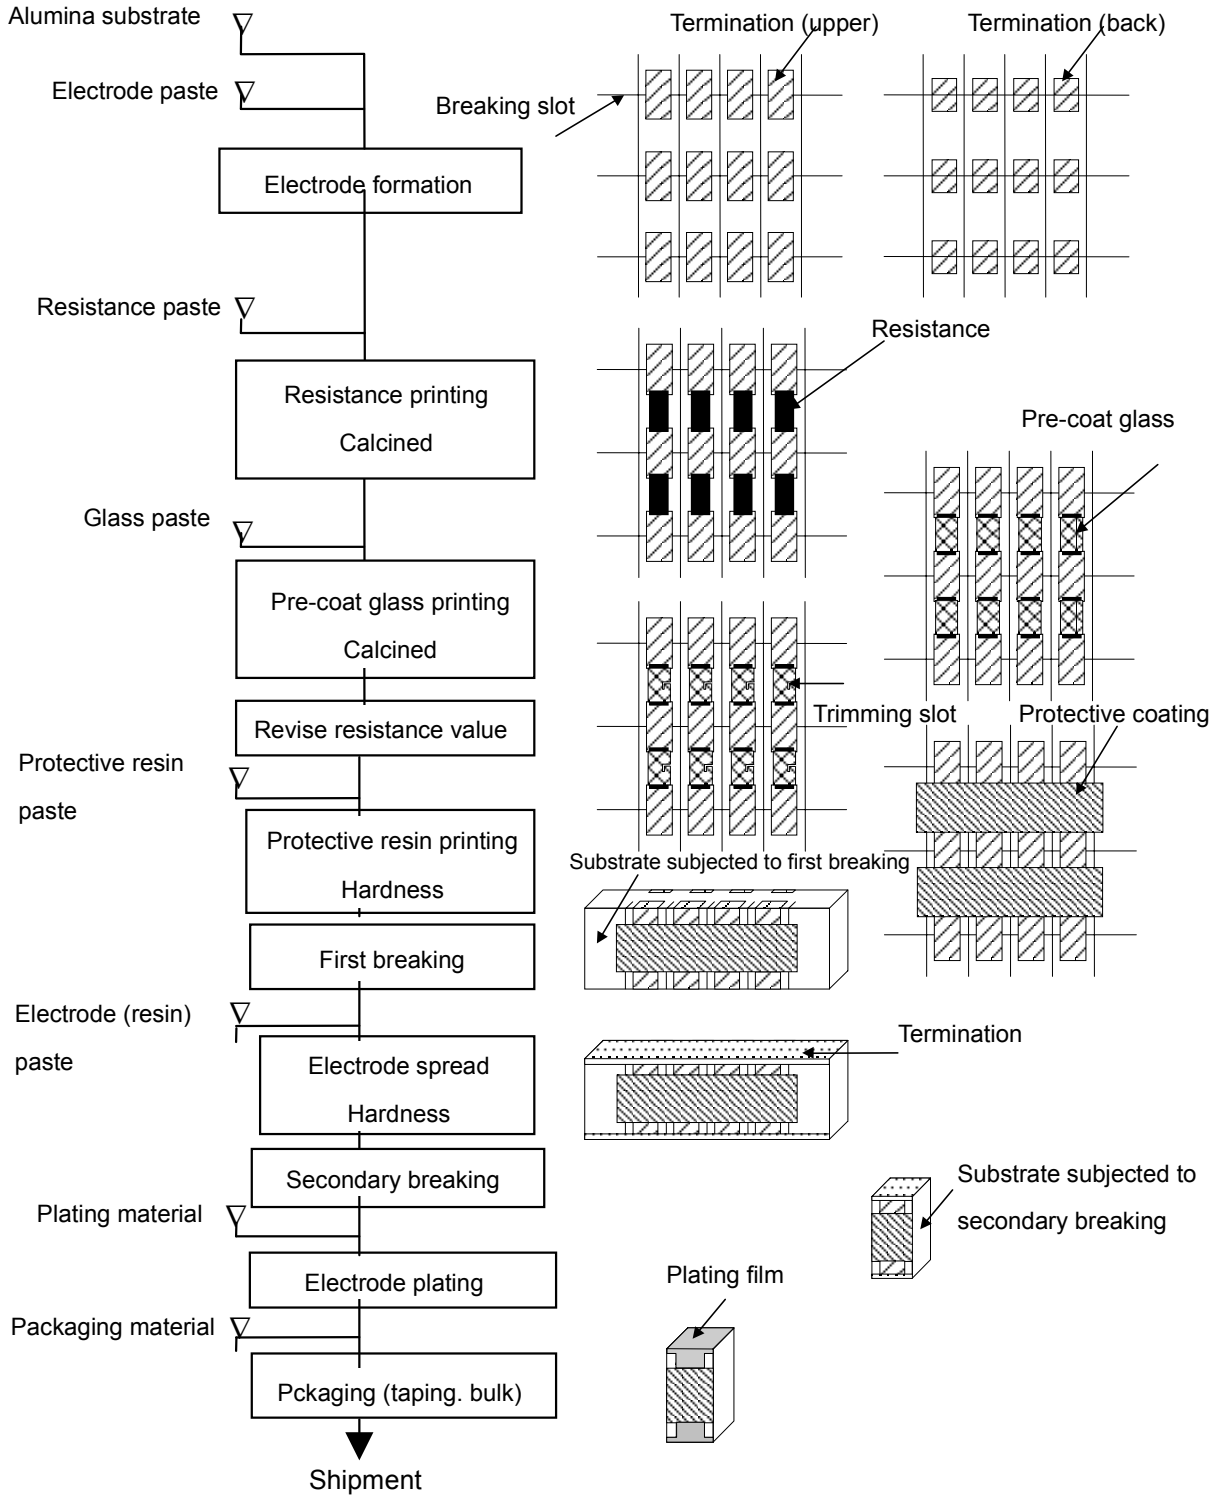 Alumina substrate
Termination (upper)
Termination (back)
Electrode paste
Breaking slot
Electrode formation
Resistance paste
Resistance
Resistance printing
Calcined
Pre-coat glass
Glass paste
Pre-coat glass printing
Calcined
Revise resistance value
Trimming slot
Protective coating
Protective resin
paste
Protective resin printing
Hardness
Substrate subjected to first breaking
First breaking
Electrode (resin)
paste
Termination
Electrode spread
Hardness
Secondary breaking
Substrate subjected to
secondary breaking
Plating material
Electrode plating
Plating film
Packaging material
Pckaging (taping. bulk)
Shipment